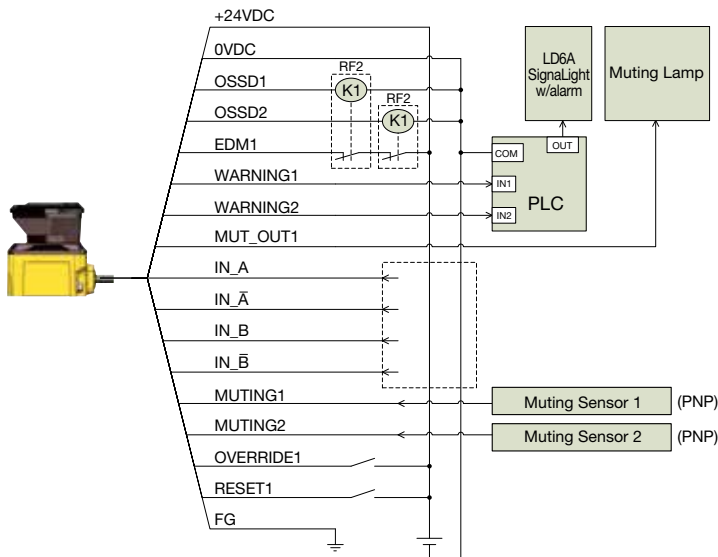 +24VDC
0VDC
OSSD1
OSSD2
EDM1
WARNING1
WARNING2
MUT_OUT1
IN_A
IN_A̅
IN_B
IN_B̅
MUTING1
MUTING2
OVERRIDE1
RESET1
FG
RF2
K1
RF2
K1
LD6A
SignaLight
w/alarm
Muting Lamp
COM
OUT
IN1
IN2
PLC
Muting Sensor 1 (PNP)
Muting Sensor 2 (PNP)